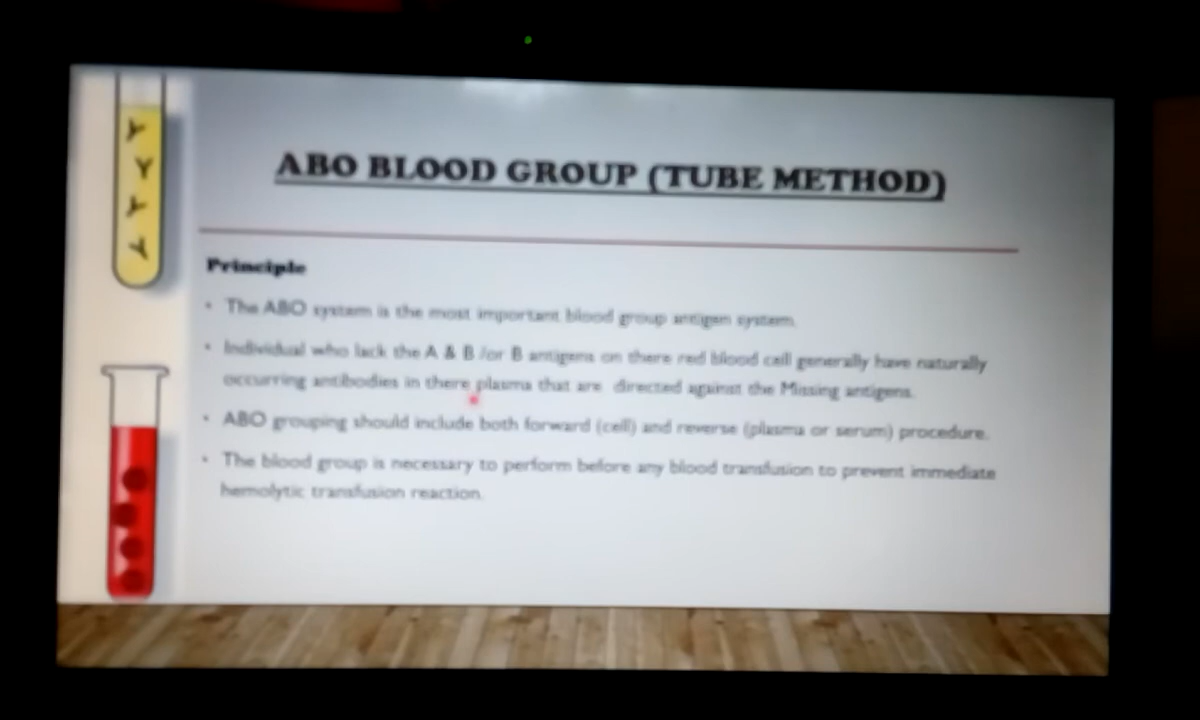 ABO BLOOD GROUP (TUBE METHOD)
Principle
• The ABO system is the most important blood group antigen system.
• Individual who lack the A & B /or B antigens on there red blood cell generally have naturally
occurring antibodies in there plasma that are directed against the Missing antigens.
• ABO grouping should include both forward (cell) and reverse (plasma or serum) procedure.
• The blood group is necessary to perform before any blood transfusion to prevent immediate
hemolytic transfusion reaction.